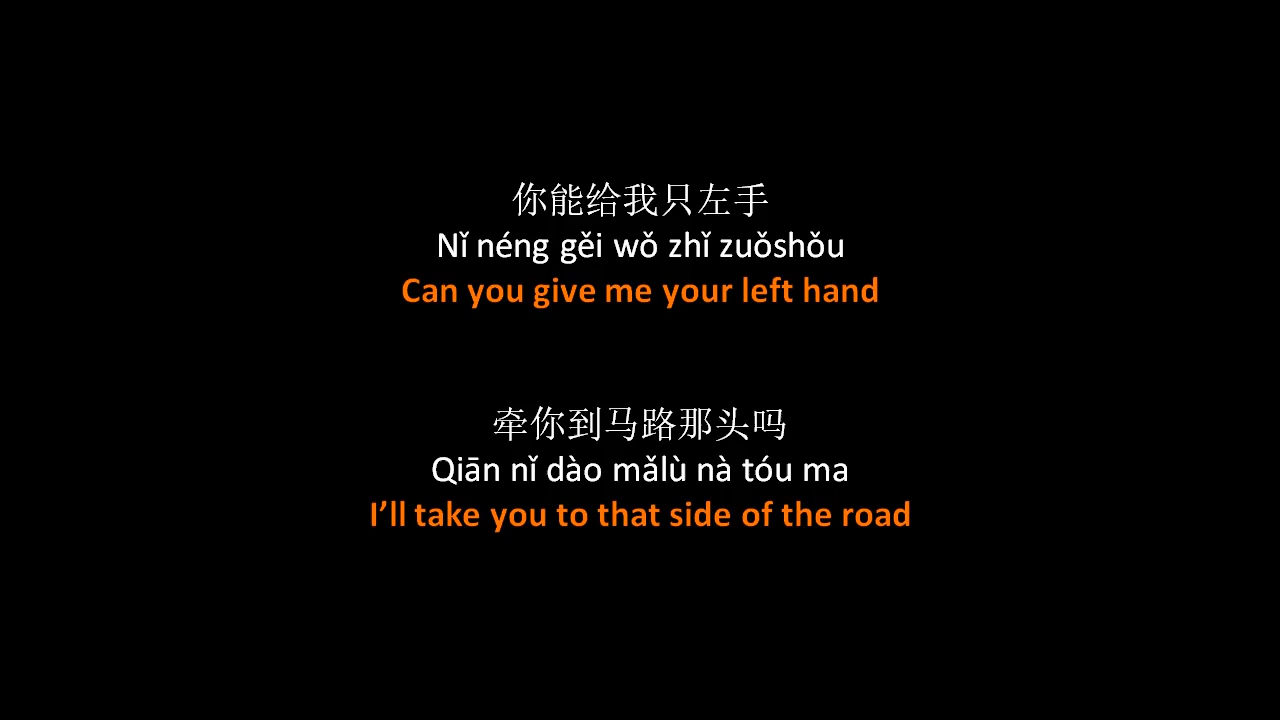 你能给我只左手
Nǐ néng gěi wǒ zhǐ zuǒshǒu
Can you give me your left hand
牵你到马路那头吗
Qiān nǐ dào mǎlù nà tóu ma
I’ll take you to that side of the road